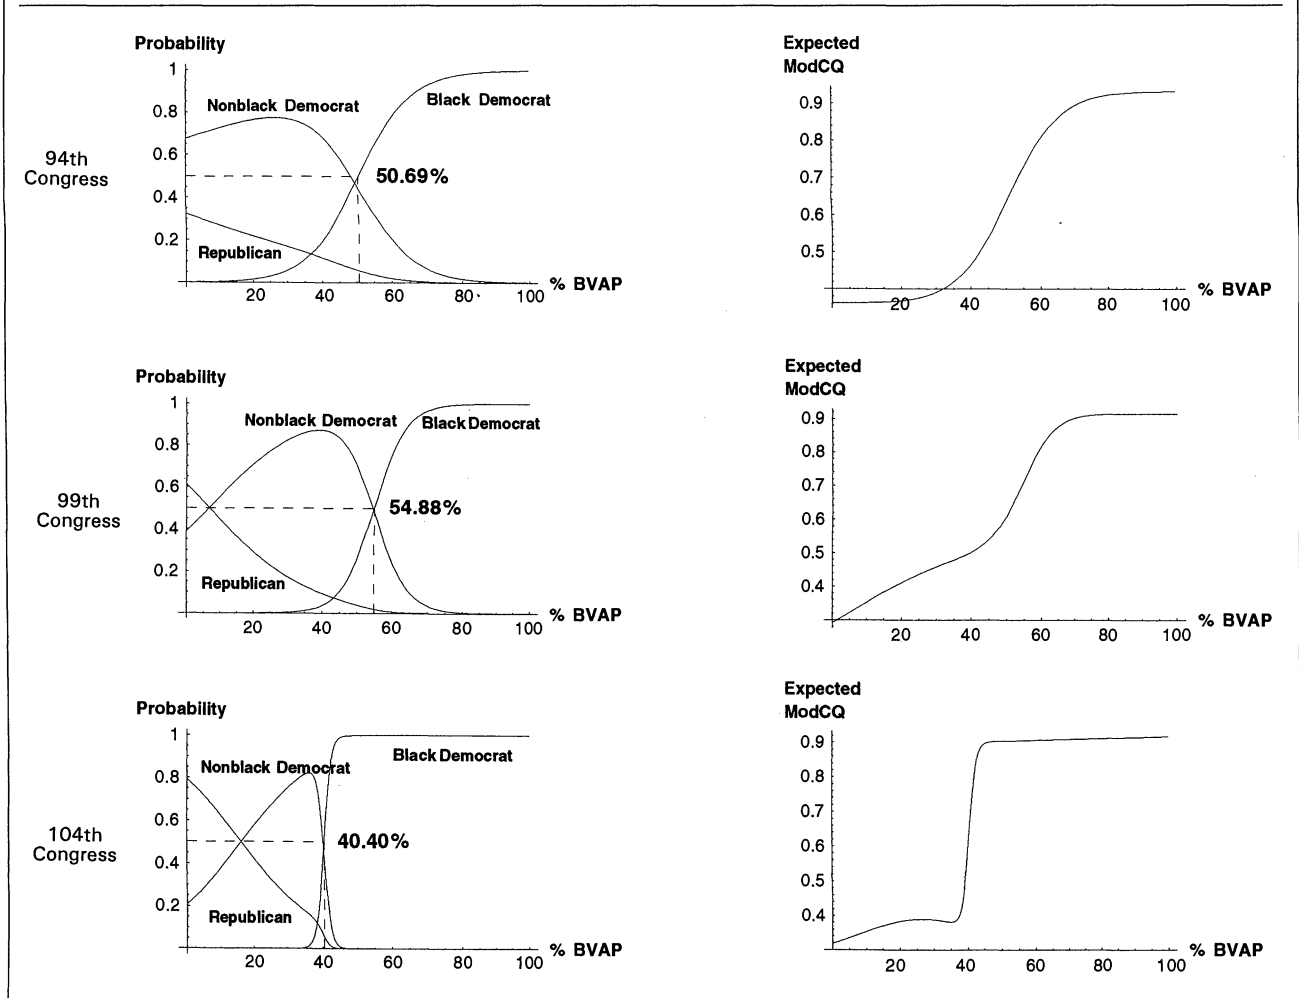 Probability
1
Nonblack Democrat
Black Democrat
0.8
0.6
50.69%
0.4
0.2
Republican
20 40 60 80 100
% BVAP
94th
Congress
Expected
ModCQ
0.9
0.8
0.7
0.6
0.5
20 40 60 80 100
% BVAP
Probability
1
Nonblack Democrat
Black Democrat
0.8
0.6
54.88%
0.4
0.2
Republican
20 40 60 80 100
% BVAP
99th
Congress
Expected
ModCQ
0.9
0.8
0.7
0.6
0.5
0.4
20 40 60 80 100
% BVAP
Probability
1
Nonblack Democrat
Black Democrat
0.8
0.6
40.40%
0.4
0.2
Republican
20 40 60 80 100
% BVAP
104th
Congress
Expected
ModCQ
0.9
0.8
0.7
0.6
0.5
0.4
20 40 60 80 100
% BVAP